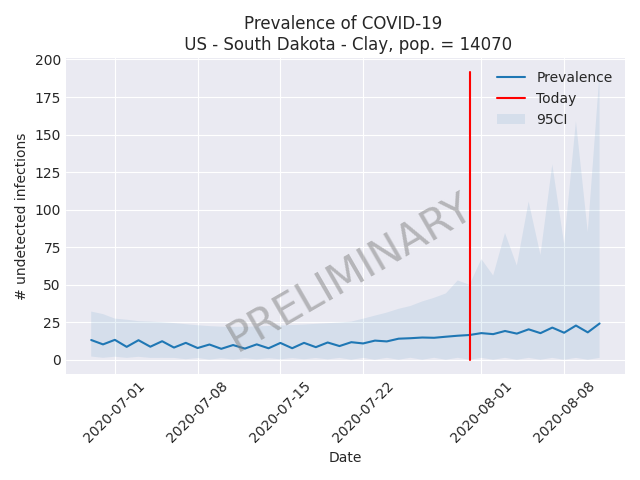 Prevalence of COVID-19
US - South Dakota - Clay, pop. = 14070
200
175
150
125
100
75
50
25
0
# undetected infections
Prevalence
Today
95CI
PRELIMINARY
2020-07-01
2020-07-08
2020-07-15
2020-07-22
2020-08-01
2020-08-08
Date